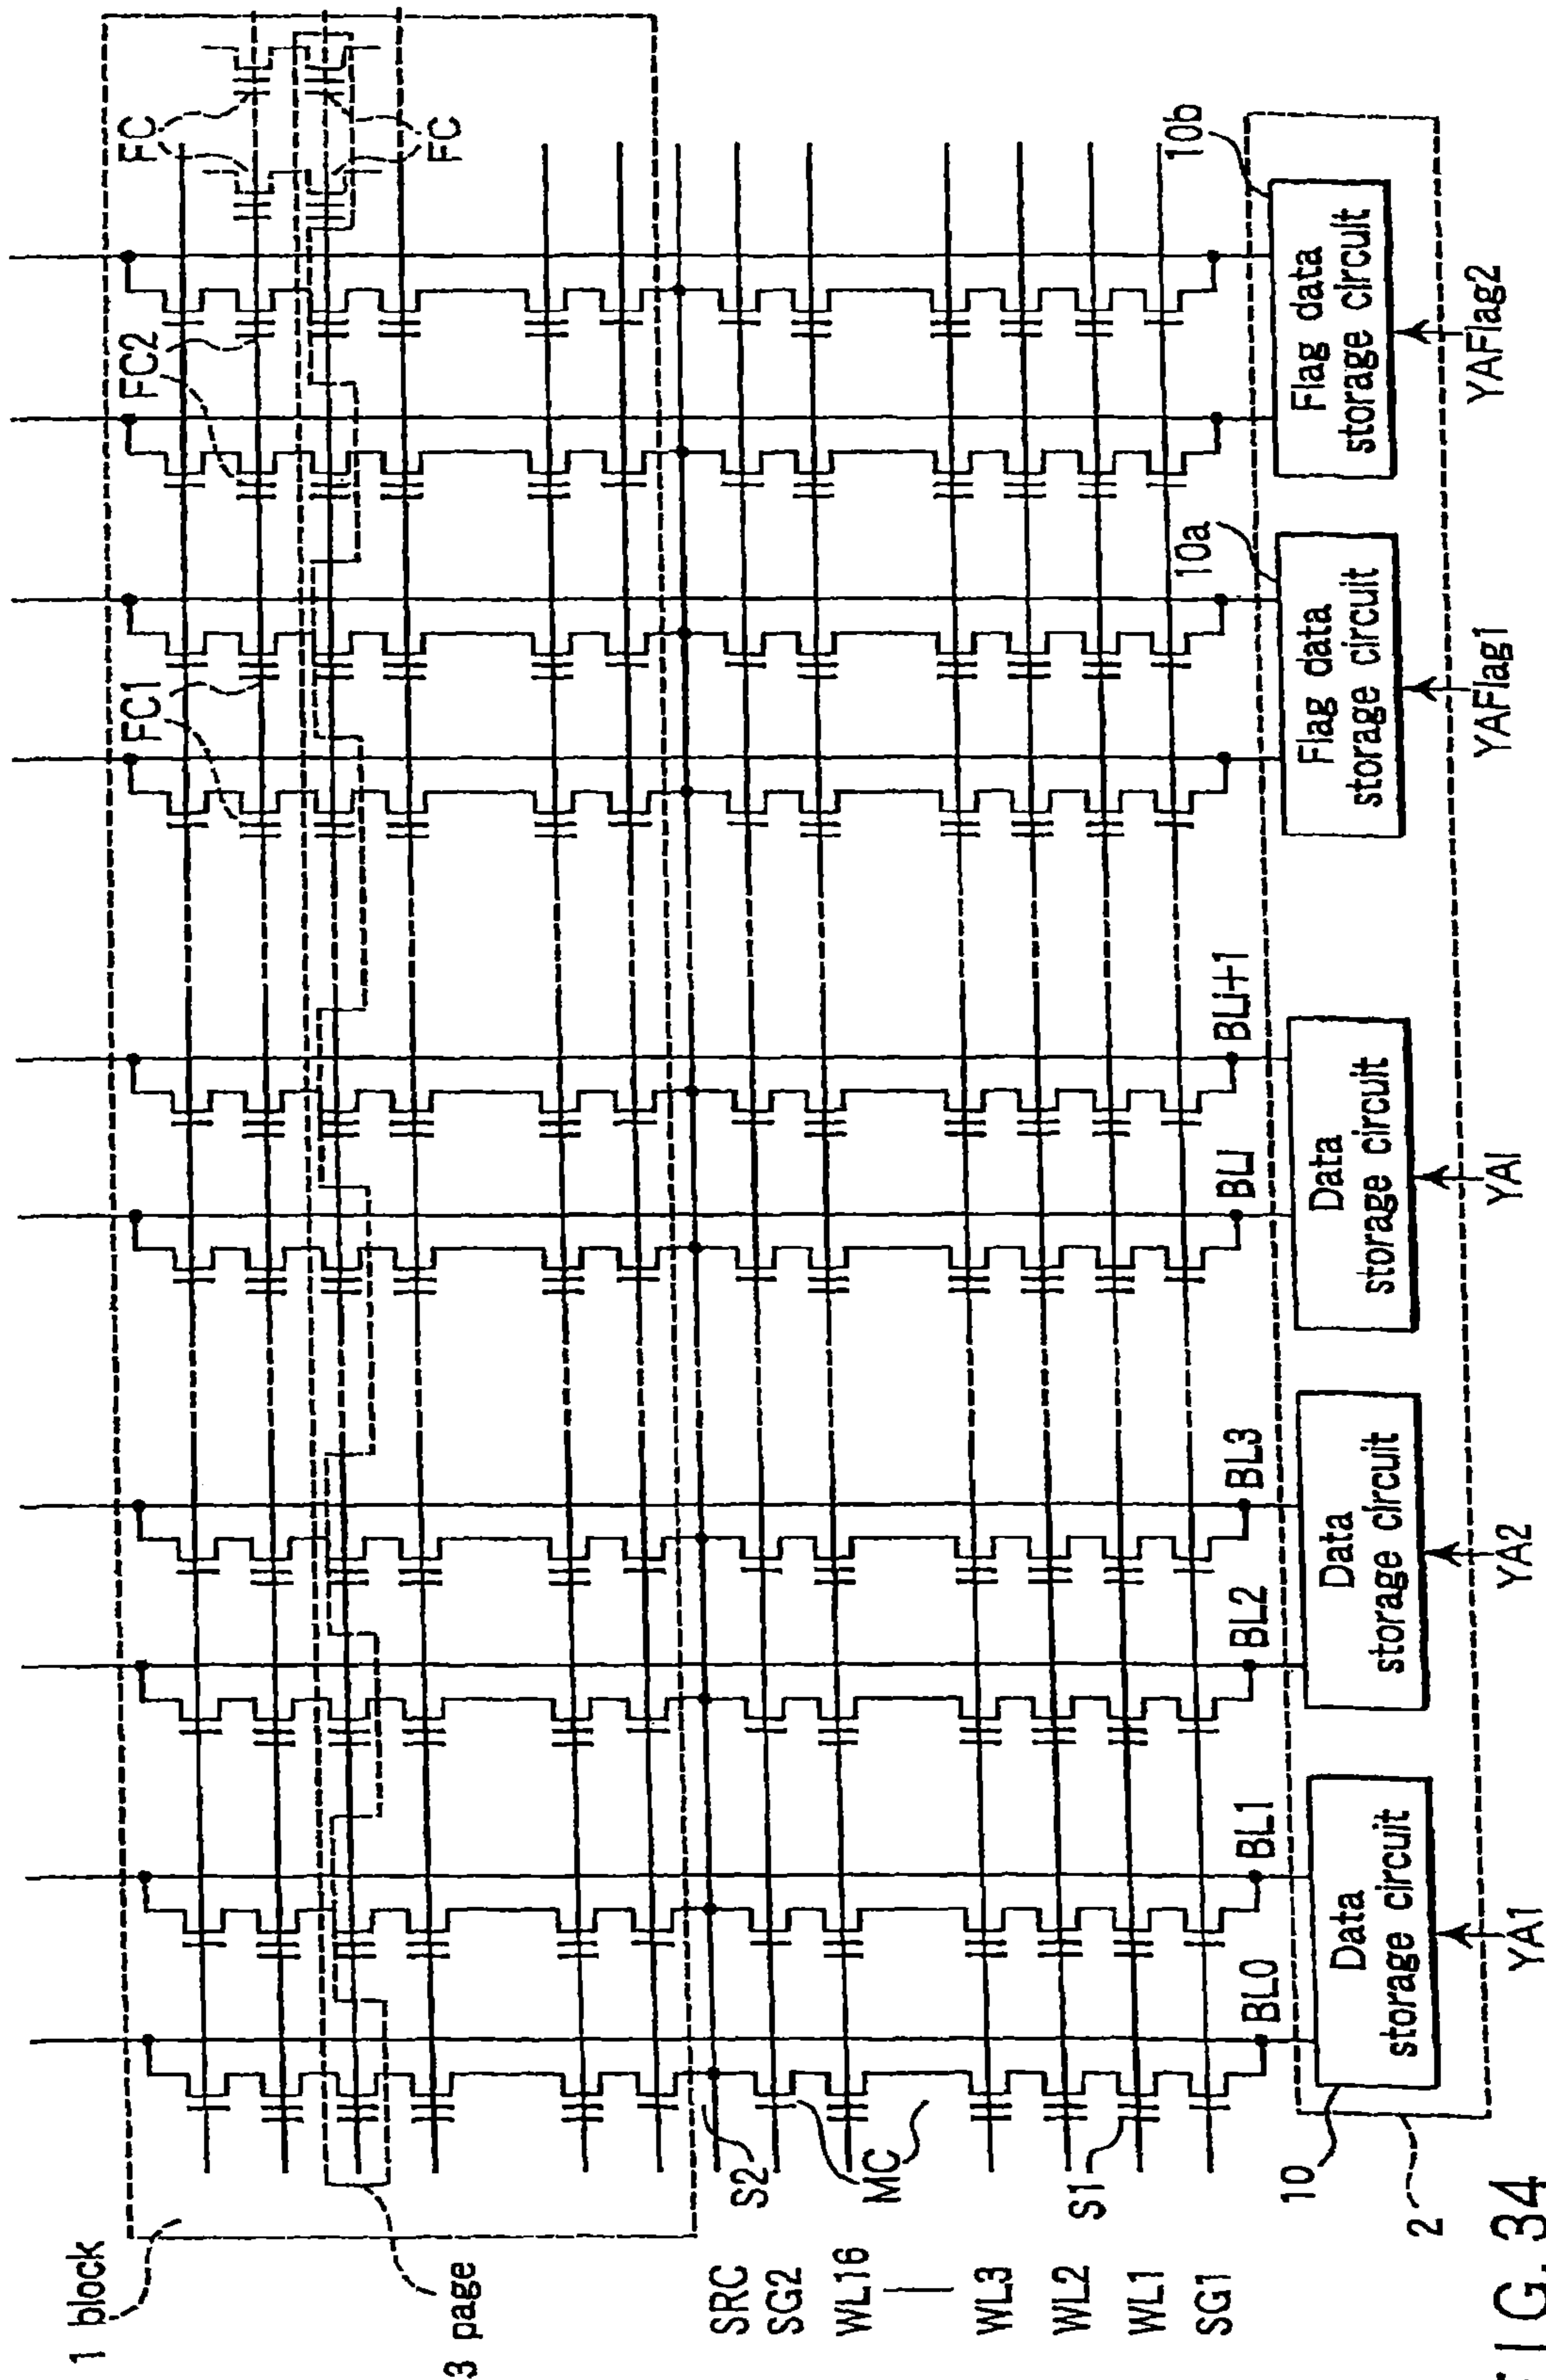 1 block
3 page
FC1
FC2
FC
FC
SRC
SG2
WL16
WL3
WL2
WL1
SG1
S2
MC
S1
BL0
BL1
BL2
BL3
BLi
BLi+1
10
10a
10b
2
Data
storage circuit
Data
storage circuit
Data
storage circuit
Flag data
storage circuit
Flag data
storage circuit
YA1
YA2
YAi
YAFlag1
YAFlag2
FIG. 34